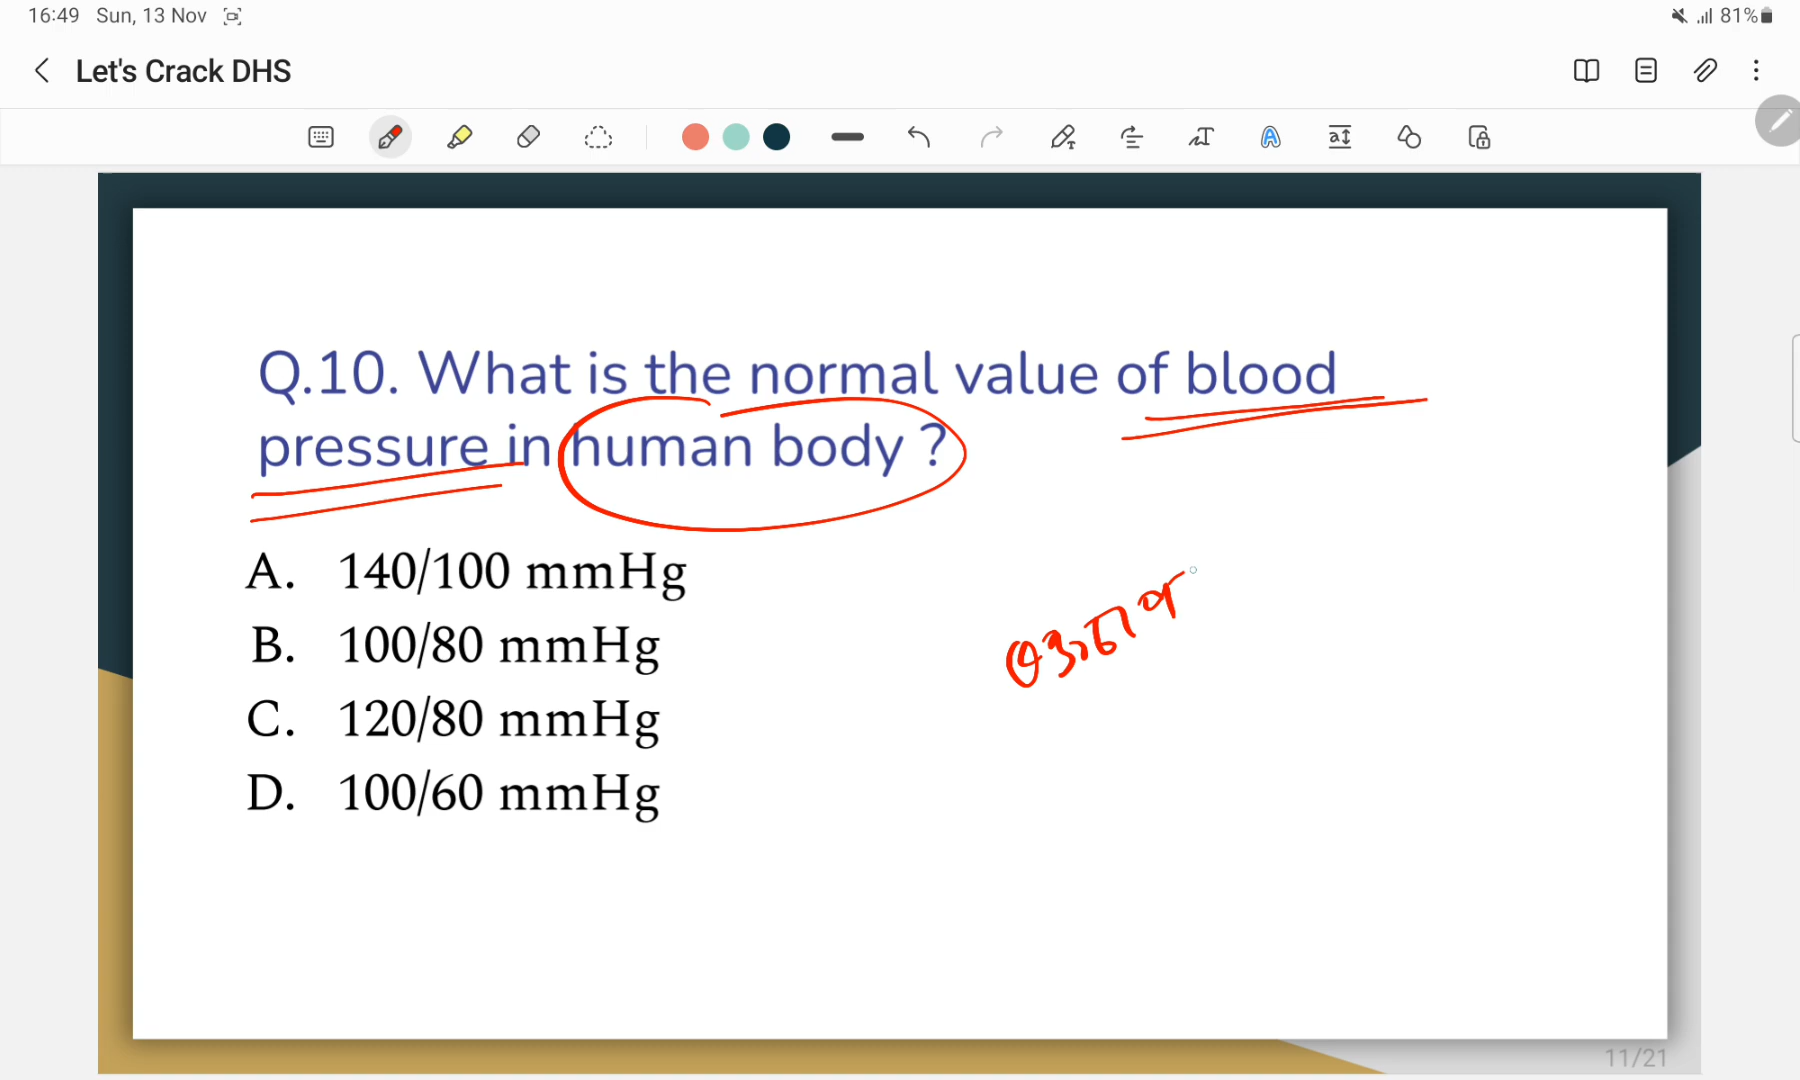 16:49 Sun, 13 Nov 81%
Let's Crack DHS
Q.10. What is the normal value of blood
pressure in human body ?
A. 140/100 mmHg
B. 100/80 mmHg
C. 120/80 mmHg
D. 100/60 mmHg
11/21